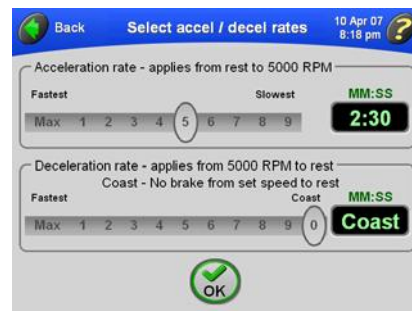 Back Select accel / decel rates 10 Apr 07
8:18 pm ?
Acceleration rate - applies from rest to 5000 RPM
Fastest Slowest MM:SS
Max 1 2 3 4 5 6 7 8 9 2:30
Deceleration rate - applies from 5000 RPM to rest
Coast - No brake from set speed to rest
Fastest Coast MM:SS
Max 1 2 3 4 5 6 7 8 9 0 Coast
OK